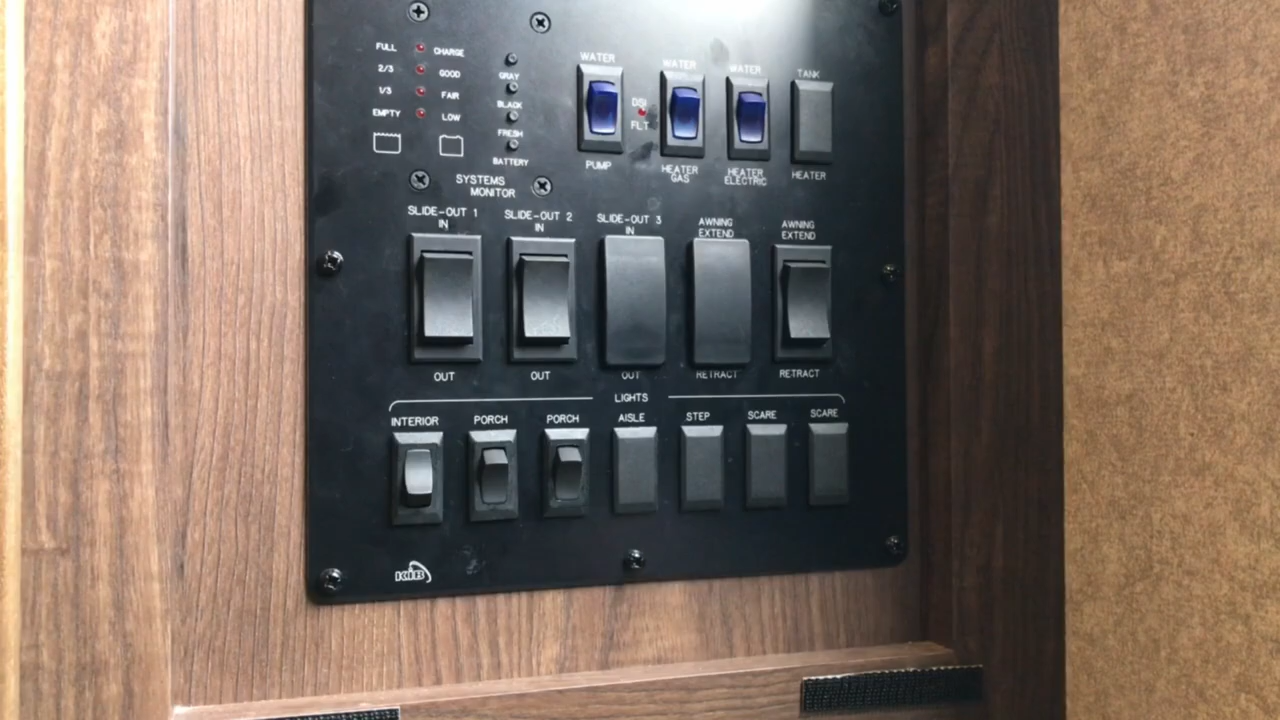 FULL CHARGE
2/3 GOOD
1/3 FAIR
EMPTY LOW
GRAY
BLACK
FRESH
BATTERY
SYSTEMS
MONITOR
WATER
PUMP
DSI
FLT
WATER
HEATER
GAS
WATER
HEATER
ELECTRIC
TANK
HEATER
SLIDE-OUT 1
IN
OUT
SLIDE-OUT 2
IN
OUT
SLIDE-OUT 3
IN
OUT
AWNING
EXTEND
RETRACT
AWNING
EXTEND
RETRACT
LIGHTS
INTERIOR
PORCH
PORCH
AISLE
STEP
SCARE
SCARE
KIB